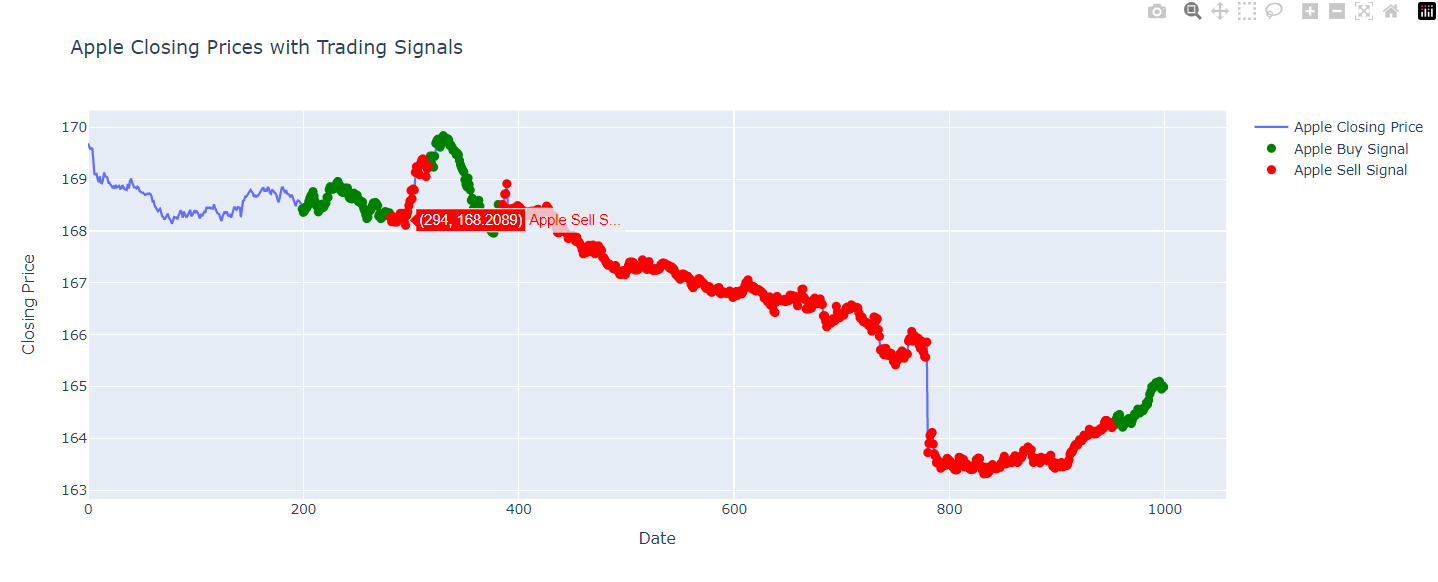 Apple Closing Prices with Trading Signals
Apple Closing Price
Apple Buy Signal
Apple Sell Signal
Closing Price
170
169
168
167
166
165
164
163
(294, 168.2089) Apple Sell S...
0 200 400 600 800 1000
Date